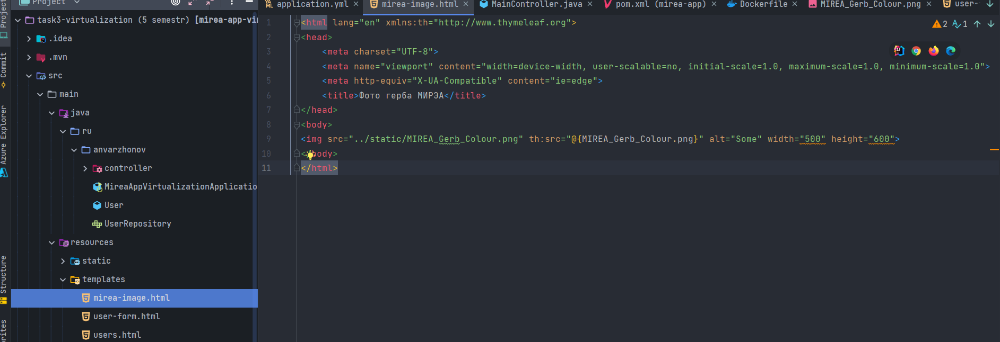 Project
application.yml
mirea-image.html
MainController.java
pom.xml (mirea-app)
Dockerfile
MIREA_Gerb_Colour.png
user-
Project
Commit
Azure Explorer
Structure
task3-virtualization (5 semestr) [mirea-app-vi
.idea
.mvn
src
main
java
ru
anvarzhonov
controller
MireaAppVirtualizationApplicatio
User
UserRepository
resources
static
templates
mirea-image.html
user-form.html
users.html
2 1
1 <html lang="en" xmlns:th="http://www.thymeleaf.org">
2 <head>
3 <meta charset="UTF-8">
4 <meta name="viewport" content="width=device-width, user-scalable=no, initial-scale=1.0, maximum-scale=1.0, minimum-scale=1.0">
5 <meta http-equiv="X-UA-Compatible" content="ie=edge">
6 <title>Фото герба МИРЭА</title>
7 </head>
8 <body>
9 <img src="../static/MIREA_Gerb_Colour.png" th:src="@{MIREA_Gerb_Colour.png}" alt="Some" width="500" height="600">
10 </body>
11 </html>